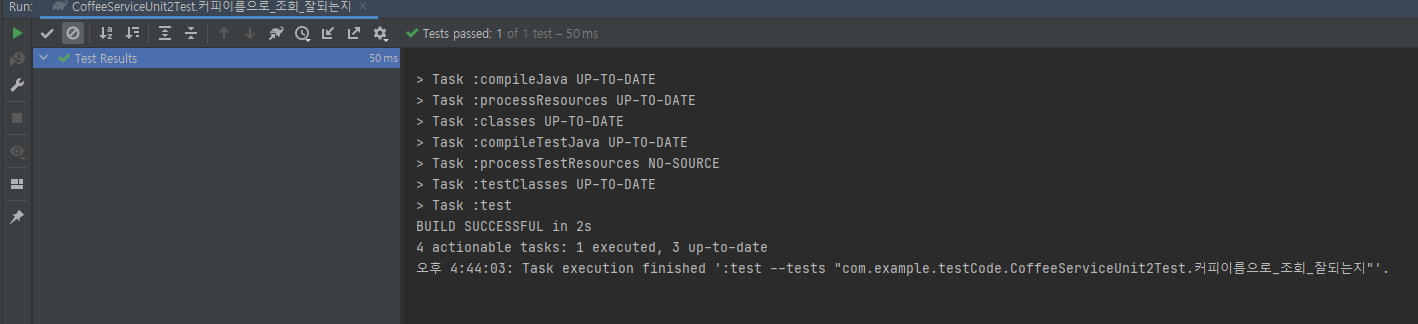 Run: CoffeeServiceUnit2Test.커피이름으로_조회_잘되는지
Tests passed: 1 of 1 test – 50 ms
Test Results 50 ms
> Task :compileJava UP-TO-DATE
> Task :processResources UP-TO-DATE
> Task :classes UP-TO-DATE
> Task :compileTestJava UP-TO-DATE
> Task :processTestResources NO-SOURCE
> Task :testClasses UP-TO-DATE
> Task :test
BUILD SUCCESSFUL in 2s
4 actionable tasks: 1 executed, 3 up-to-date
오후 4:44:03: Task execution finished ':test --tests "com.example.testCode.CoffeeServiceUnit2Test.커피이름으로_조회_잘되는지"'.